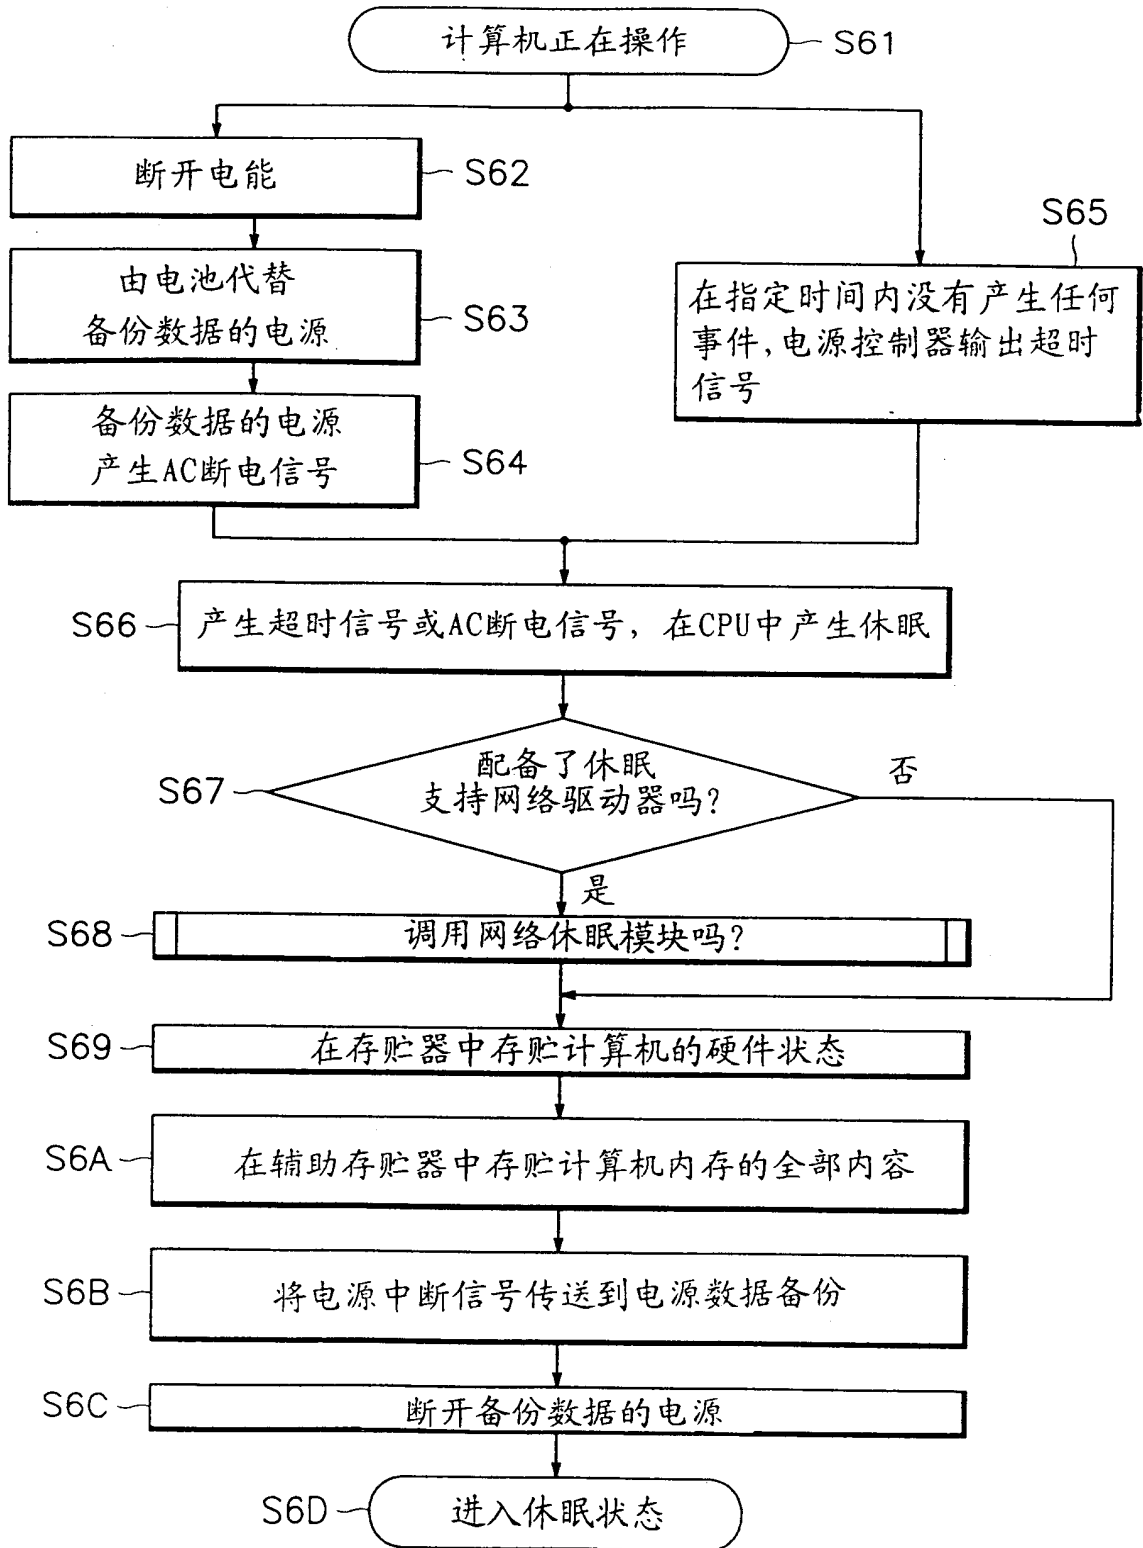 计算机正在操作
S61
断开电能
S62
由电池代替
备份数据的电源
S63
备份数据的电源
产生AC断电信号
S64
S65
在指定时间内没有产生任何
事件,电源控制器输出超时
信号
S66
产生超时信号或AC断电信号，在CPU中产生休眠
S67
配备了休眠
支持网络驱动器吗?
否
是
S68
调用网络休眠模块吗?
S69
在存贮器中存贮计算机的硬件状态
S6A
在辅助存贮器中存贮计算机内存的全部内容
S6B
将电源中断信号传送到电源数据备份
S6C
断开备份数据的电源
S6D
进入休眠状态